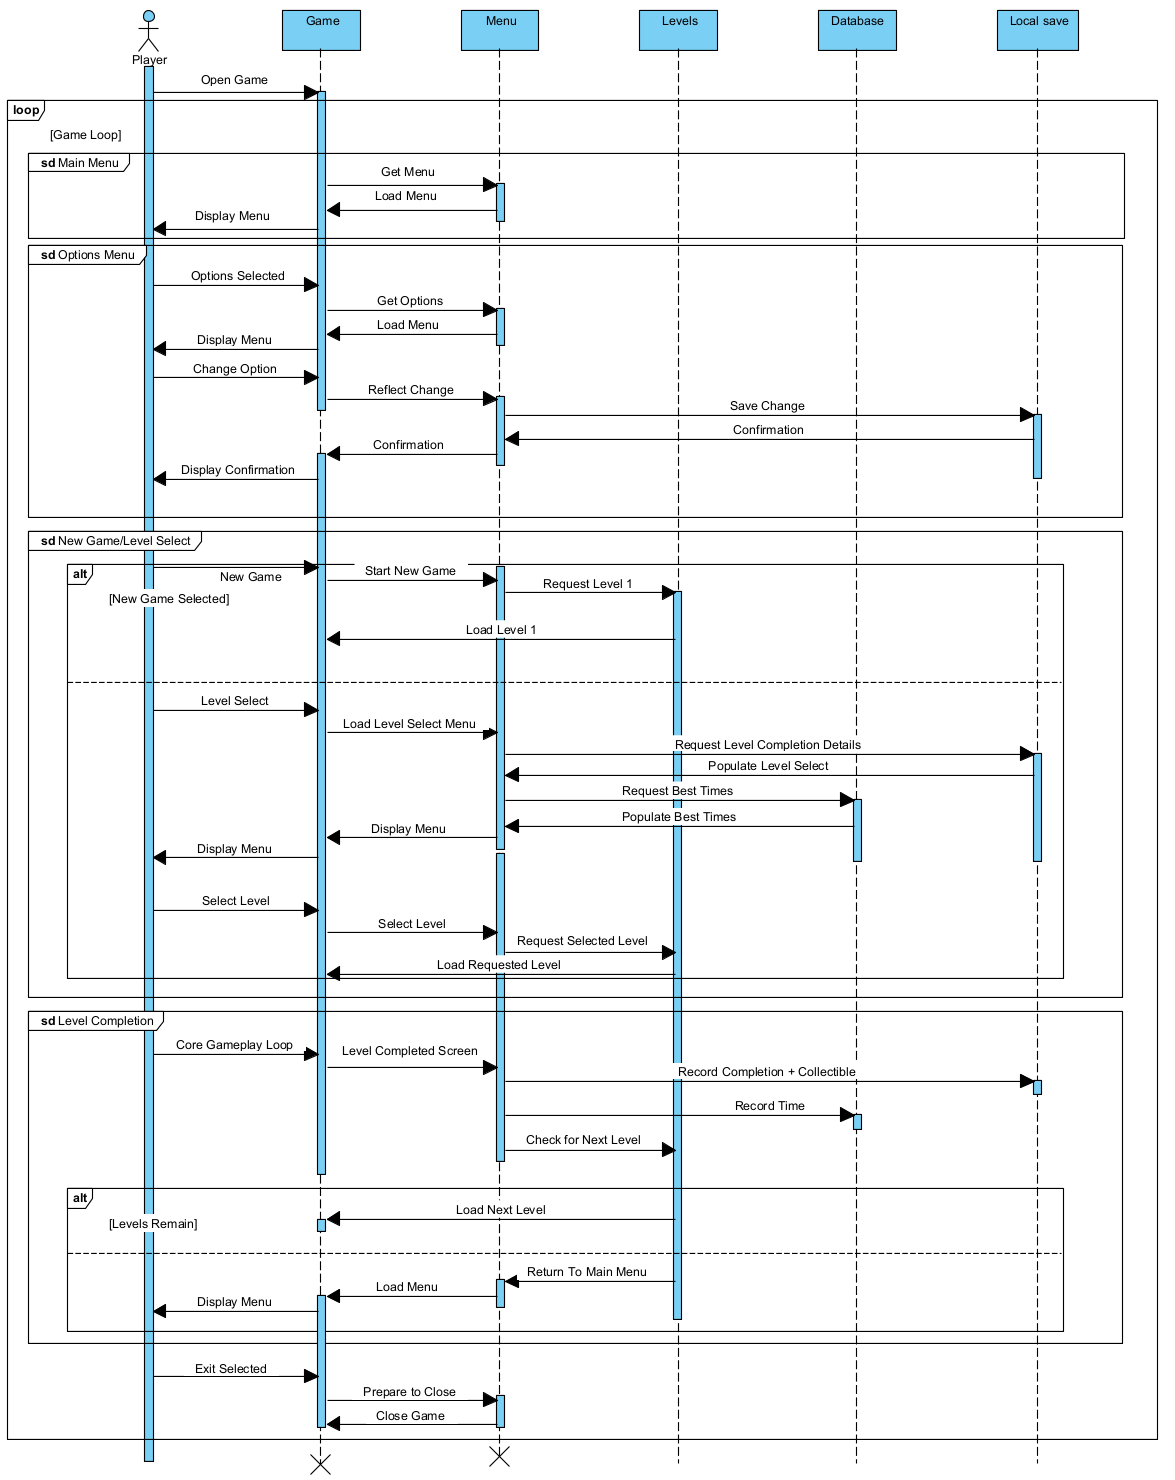 Game
Menu
Levels
Database
Local save
Player
Open Game
loop
[Game Loop]
sd Main Menu
Get Menu
Load Menu
Display Menu
sd Options Menu
Options Selected
Get Options
Load Menu
Display Menu
Change Option
Reflect Change
Save Change
Confirmation
Confirmation
Display Confirmation
sd New Game/Level Select
alt
New Game
Start New Game
Request Level 1
[New Game Selected]
Load Level 1
Level Select
Load Level Select Menu
Request Level Completion Details
Populate Level Select
Request Best Times
Populate Best Times
Display Menu
Display Menu
Select Level
Select Level
Request Selected Level
Load Requested Level
sd Level Completion
Core Gameplay Loop
Level Completed Screen
Record Completion + Collectible
Record Time
Check for Next Level
alt
Load Next Level
[Levels Remain]
Return To Main Menu
Load Menu
Display Menu
Exit Selected
Prepare to Close
Close Game